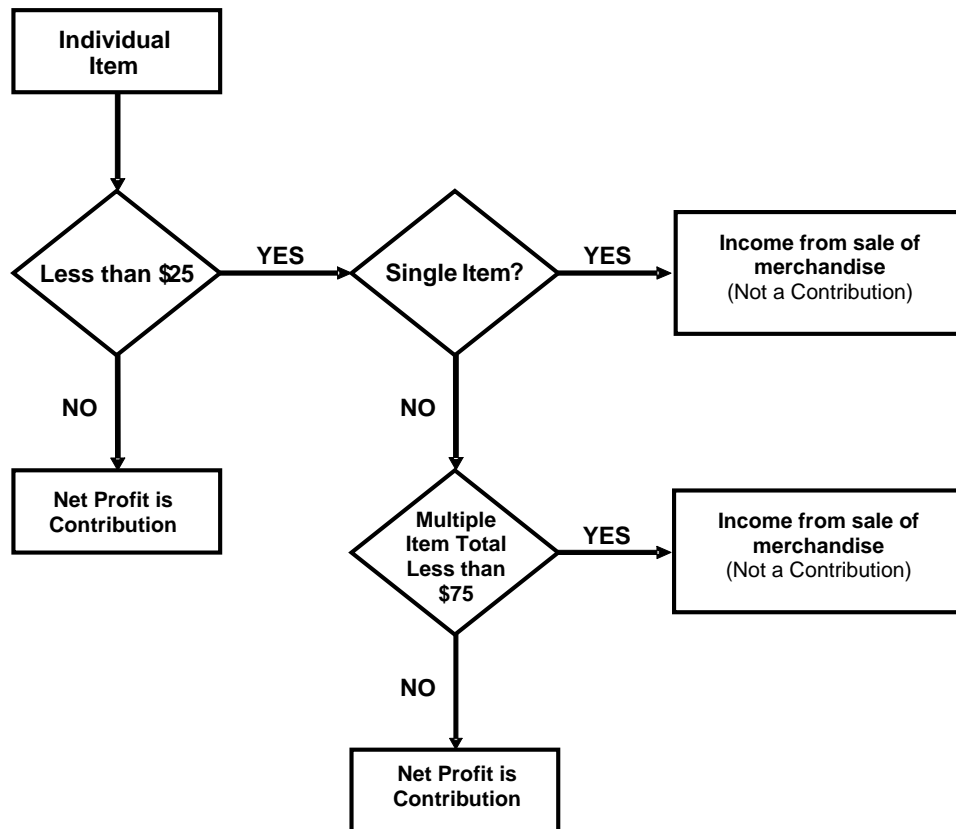 Individual
Item
Less than $25
YES
Single Item?
YES
Income from sale of
merchandise
(Not a Contribution)
NO
NO
Net Profit is
Contribution
Multiple
Item Total
Less than
$75
YES
Income from sale of
merchandise
(Not a Contribution)
NO
Net Profit is
Contribution